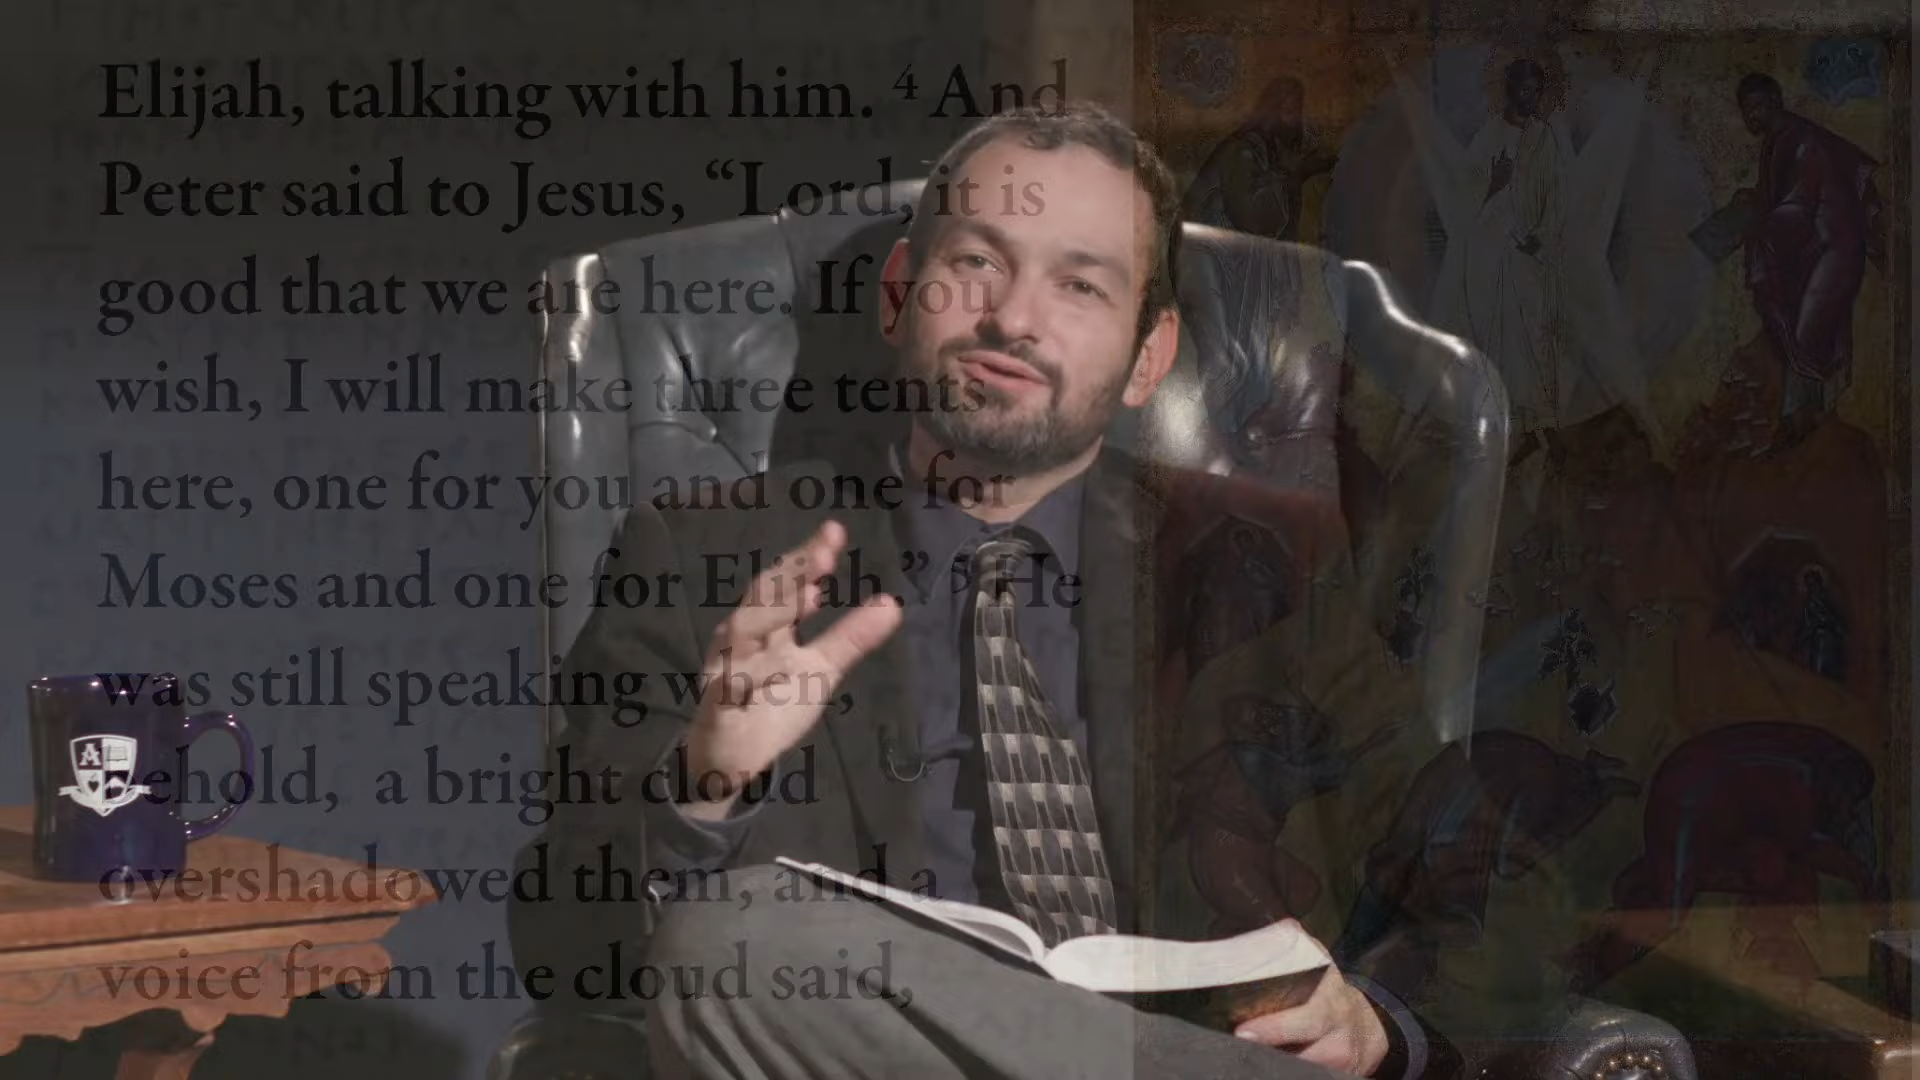 Elijah, talking with him. ⁴ And
Peter said to Jesus, “Lord, it is
good that we are here. If you
wish, I will make three tents
here, one for you and one for
Moses and one for Elijah.” ⁵ He
was still speaking when,
behold, a bright cloud
overshadowed them, and a
voice from the cloud said,
A